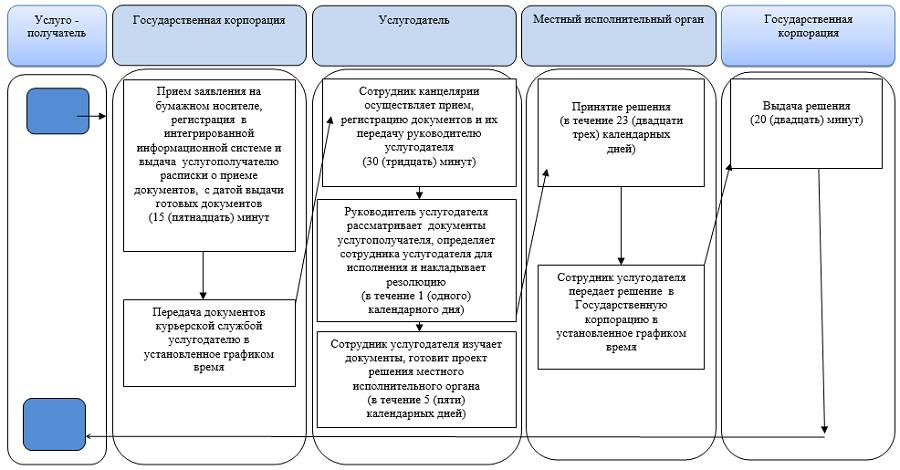 Услуго -
получатель
Государственная корпорация
Услугодатель
Местный исполнительный орган
Государственная
корпорация
Прием заявления на
бумажном носителе,
регистрация в
интегрированной
информационной системе и
выдача услугополучателю
расписки о приеме
документов, с датой выдачи
готовых документов
(15 (пятнадцать) минут
Передача документов
курьерской службой
услугодателю в
установленное графиком
время
Сотрудник канцелярии
осуществляет прием,
регистрацию документов и их
передачу руководителю
услугодателя
(30 (тридцать) минут)
Руководитель услугодателя
рассматривает документы
услугополучателя, определяет
сотрудника услугодателя для
исполнения и накладывает
резолюцию
(в течение 1 (одного)
календарного дня)
Сотрудник услугодателя изучает
документы, готовит проект
решения местного
исполнительного органа
(в течение 5 (пяти)
календарных дней)
Принятие решения
(в течение 23 (двадцати
трех) календарных
дней)
Сотрудник услугодателя
передает решение в
Государственную
корпорацию в
установленное графиком
время
Выдача решения
(20 (двадцать) минут)